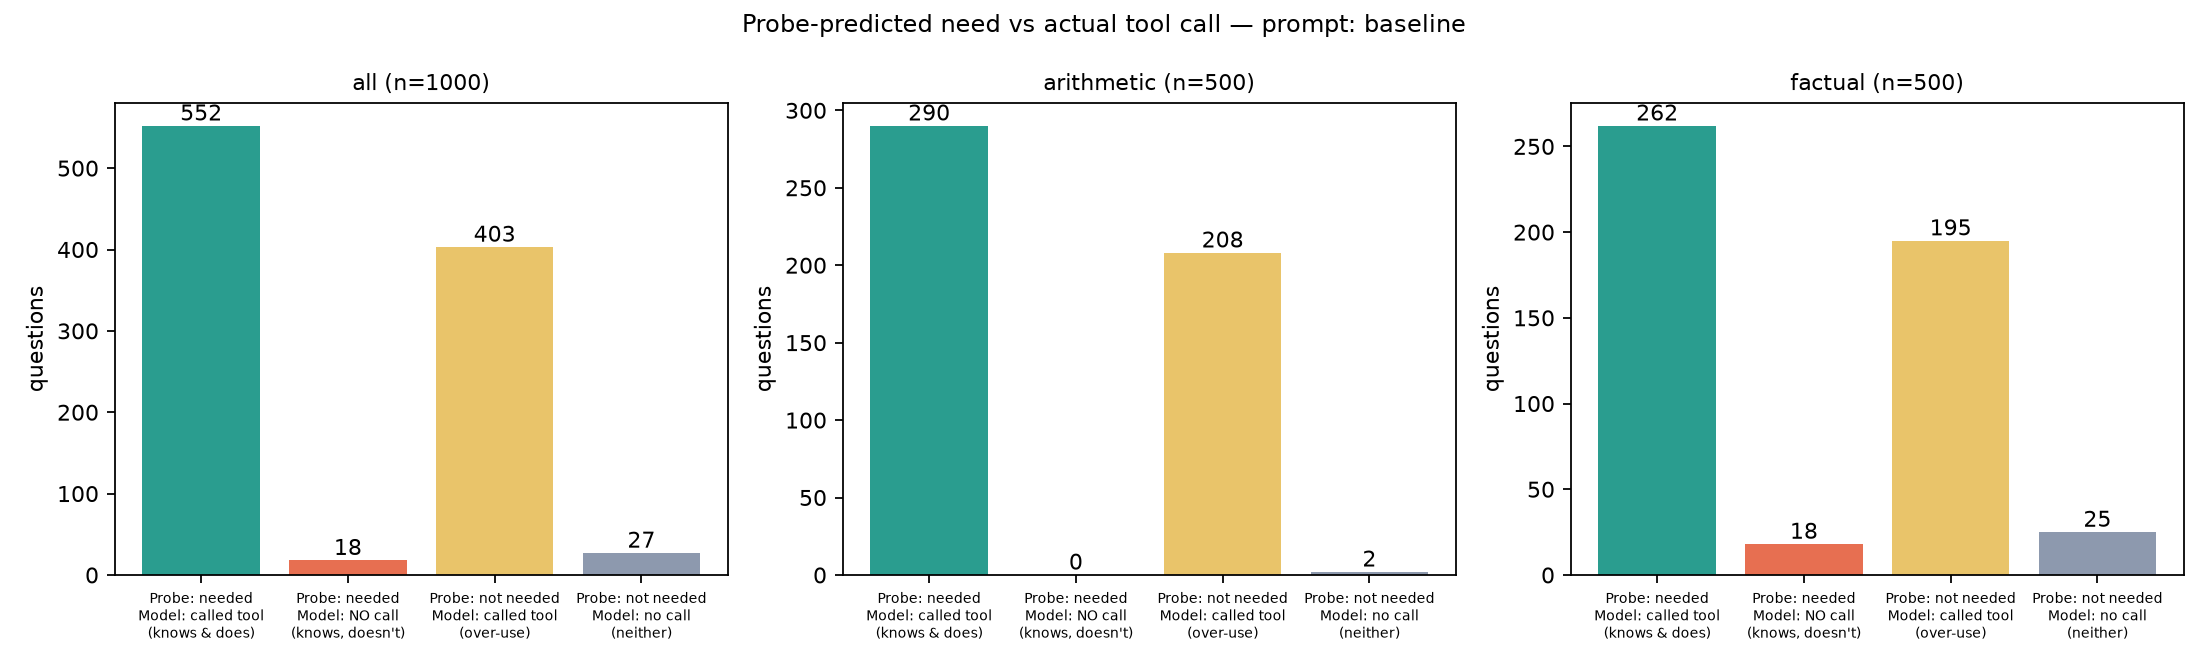 Probe-predicted need vs actual tool call — prompt: baseline
all (n=1000)
questions
500
400
300
200
100
0
552
18
403
27
Probe: needed
Model: called tool
(knows & does)
Probe: needed
Model: NO call
(knows, doesn't)
Probe: not needed
Model: called tool
(over-use)
Probe: not needed
Model: no call
(neither)
arithmetic (n=500)
questions
300
250
200
150
100
50
0
290
0
208
2
Probe: needed
Model: called tool
(knows & does)
Probe: needed
Model: NO call
(knows, doesn't)
Probe: not needed
Model: called tool
(over-use)
Probe: not needed
Model: no call
(neither)
factual (n=500)
questions
250
200
150
100
50
0
262
18
195
25
Probe: needed
Model: called tool
(knows & does)
Probe: needed
Model: NO call
(knows, doesn't)
Probe: not needed
Model: called tool
(over-use)
Probe: not needed
Model: no call
(neither)